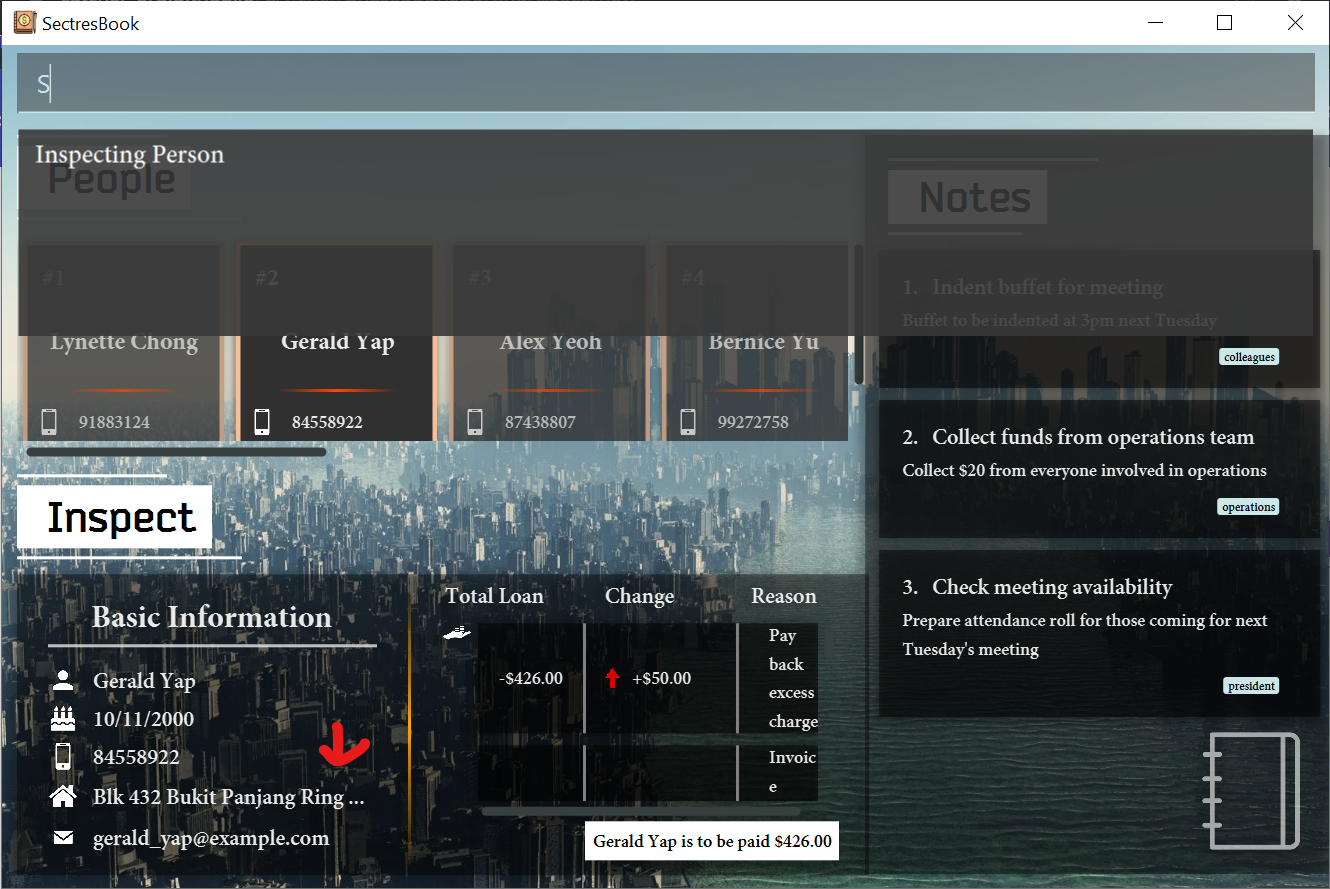 SectresBook
S
Inspecting Person
People
#1
Lynette Chong
91883124
#2
Gerald Yap
84558922
#3
Alex Yeoh
87438807
#4
Bernice Yu
99272758
Inspect
Basic Information
Gerald Yap
10/11/2000
84558922
Blk 432 Bukit Panjang Ring ...
gerald_yap@example.com
Total Loan
Change
Reason
-$426.00
+$50.00
Pay
back
excess
charge
Invoic
e
Gerald Yap is to be paid $426.00
Notes
1. Indent buffet for meeting
Buffet to be indented at 3pm next Tuesday
colleagues
2. Collect funds from operations team
Collect $20 from everyone involved in operations
operations
3. Check meeting availability
Prepare attendance roll for those coming for next
Tuesday's meeting
president